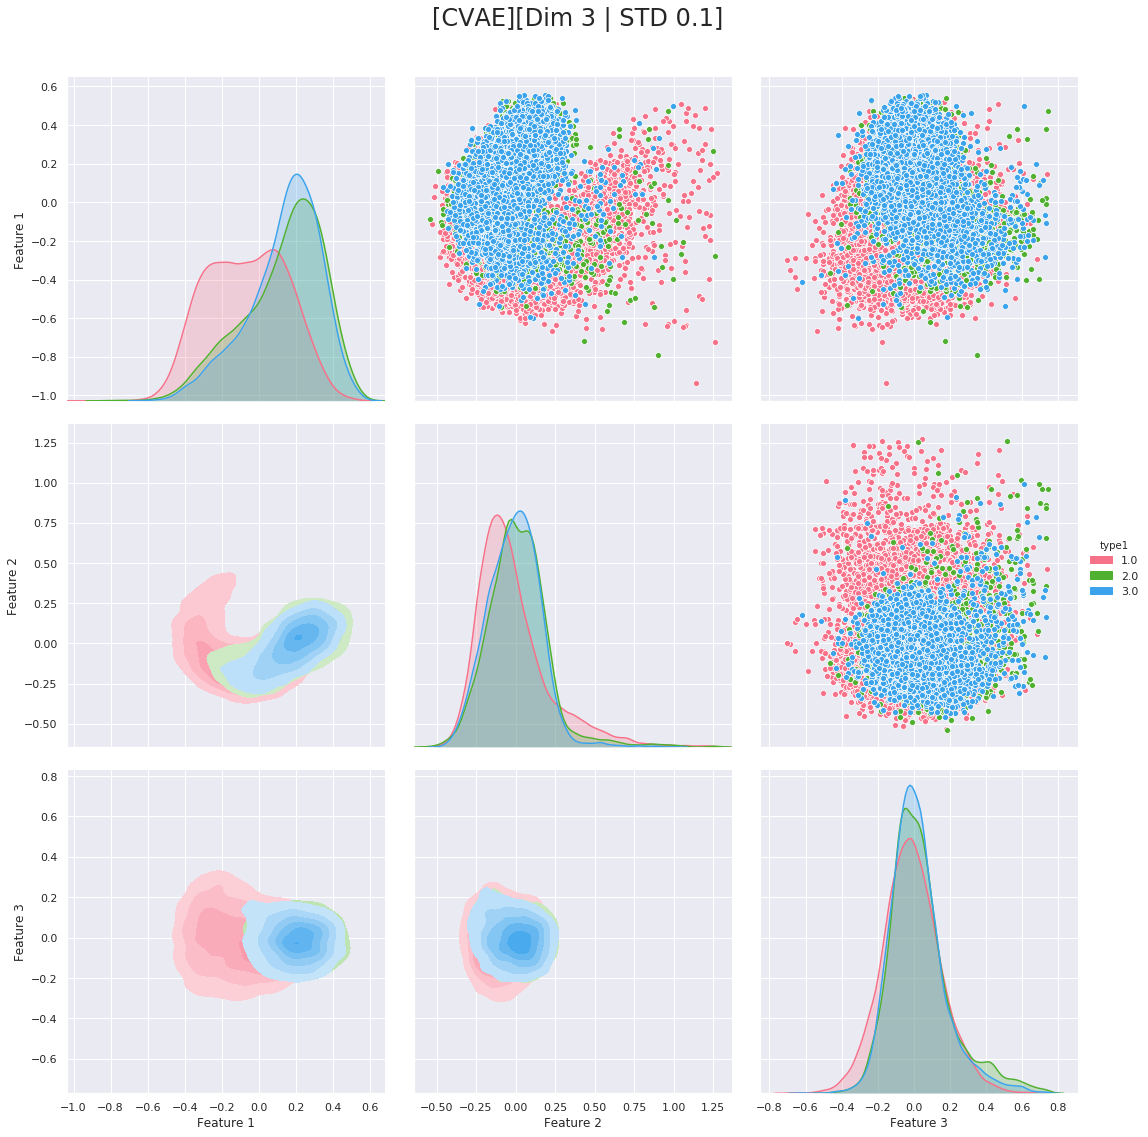 [CVAE][Dim 3 | STD 0.1]
0.6
0.4
0.2
0.0
−0.2
−0.4
−0.6
−0.8
−1.0
Feature 1
1.25
1.00
0.75
0.50
0.25
0.00
−0.25
−0.50
Feature 2
type1
1.0
2.0
3.0
0.8
0.6
0.4
0.2
0.0
−0.2
−0.4
−0.6
Feature 3
−1.0 −0.8 −0.6 −0.4 −0.2 0.0 0.2 0.4 0.6
Feature 1
−0.50 −0.25 0.00 0.25 0.50 0.75 1.00 1.25
Feature 2
−0.8 −0.6 −0.4 −0.2 0.0 0.2 0.4 0.6 0.8
Feature 3